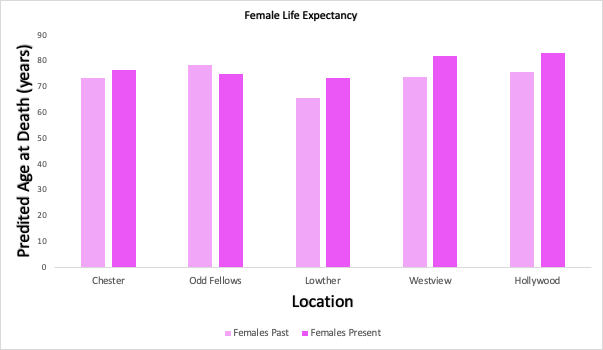 Female Life Expectancy
Predited Age at Death (years)
90
80
70
60
50
40
30
20
10
0
Chester Odd Fellows Lowther Westview Hollywood
Location
Females Past Females Present